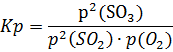 Kp = p²(SO₃) / p²(SO₂) · p(O₂)